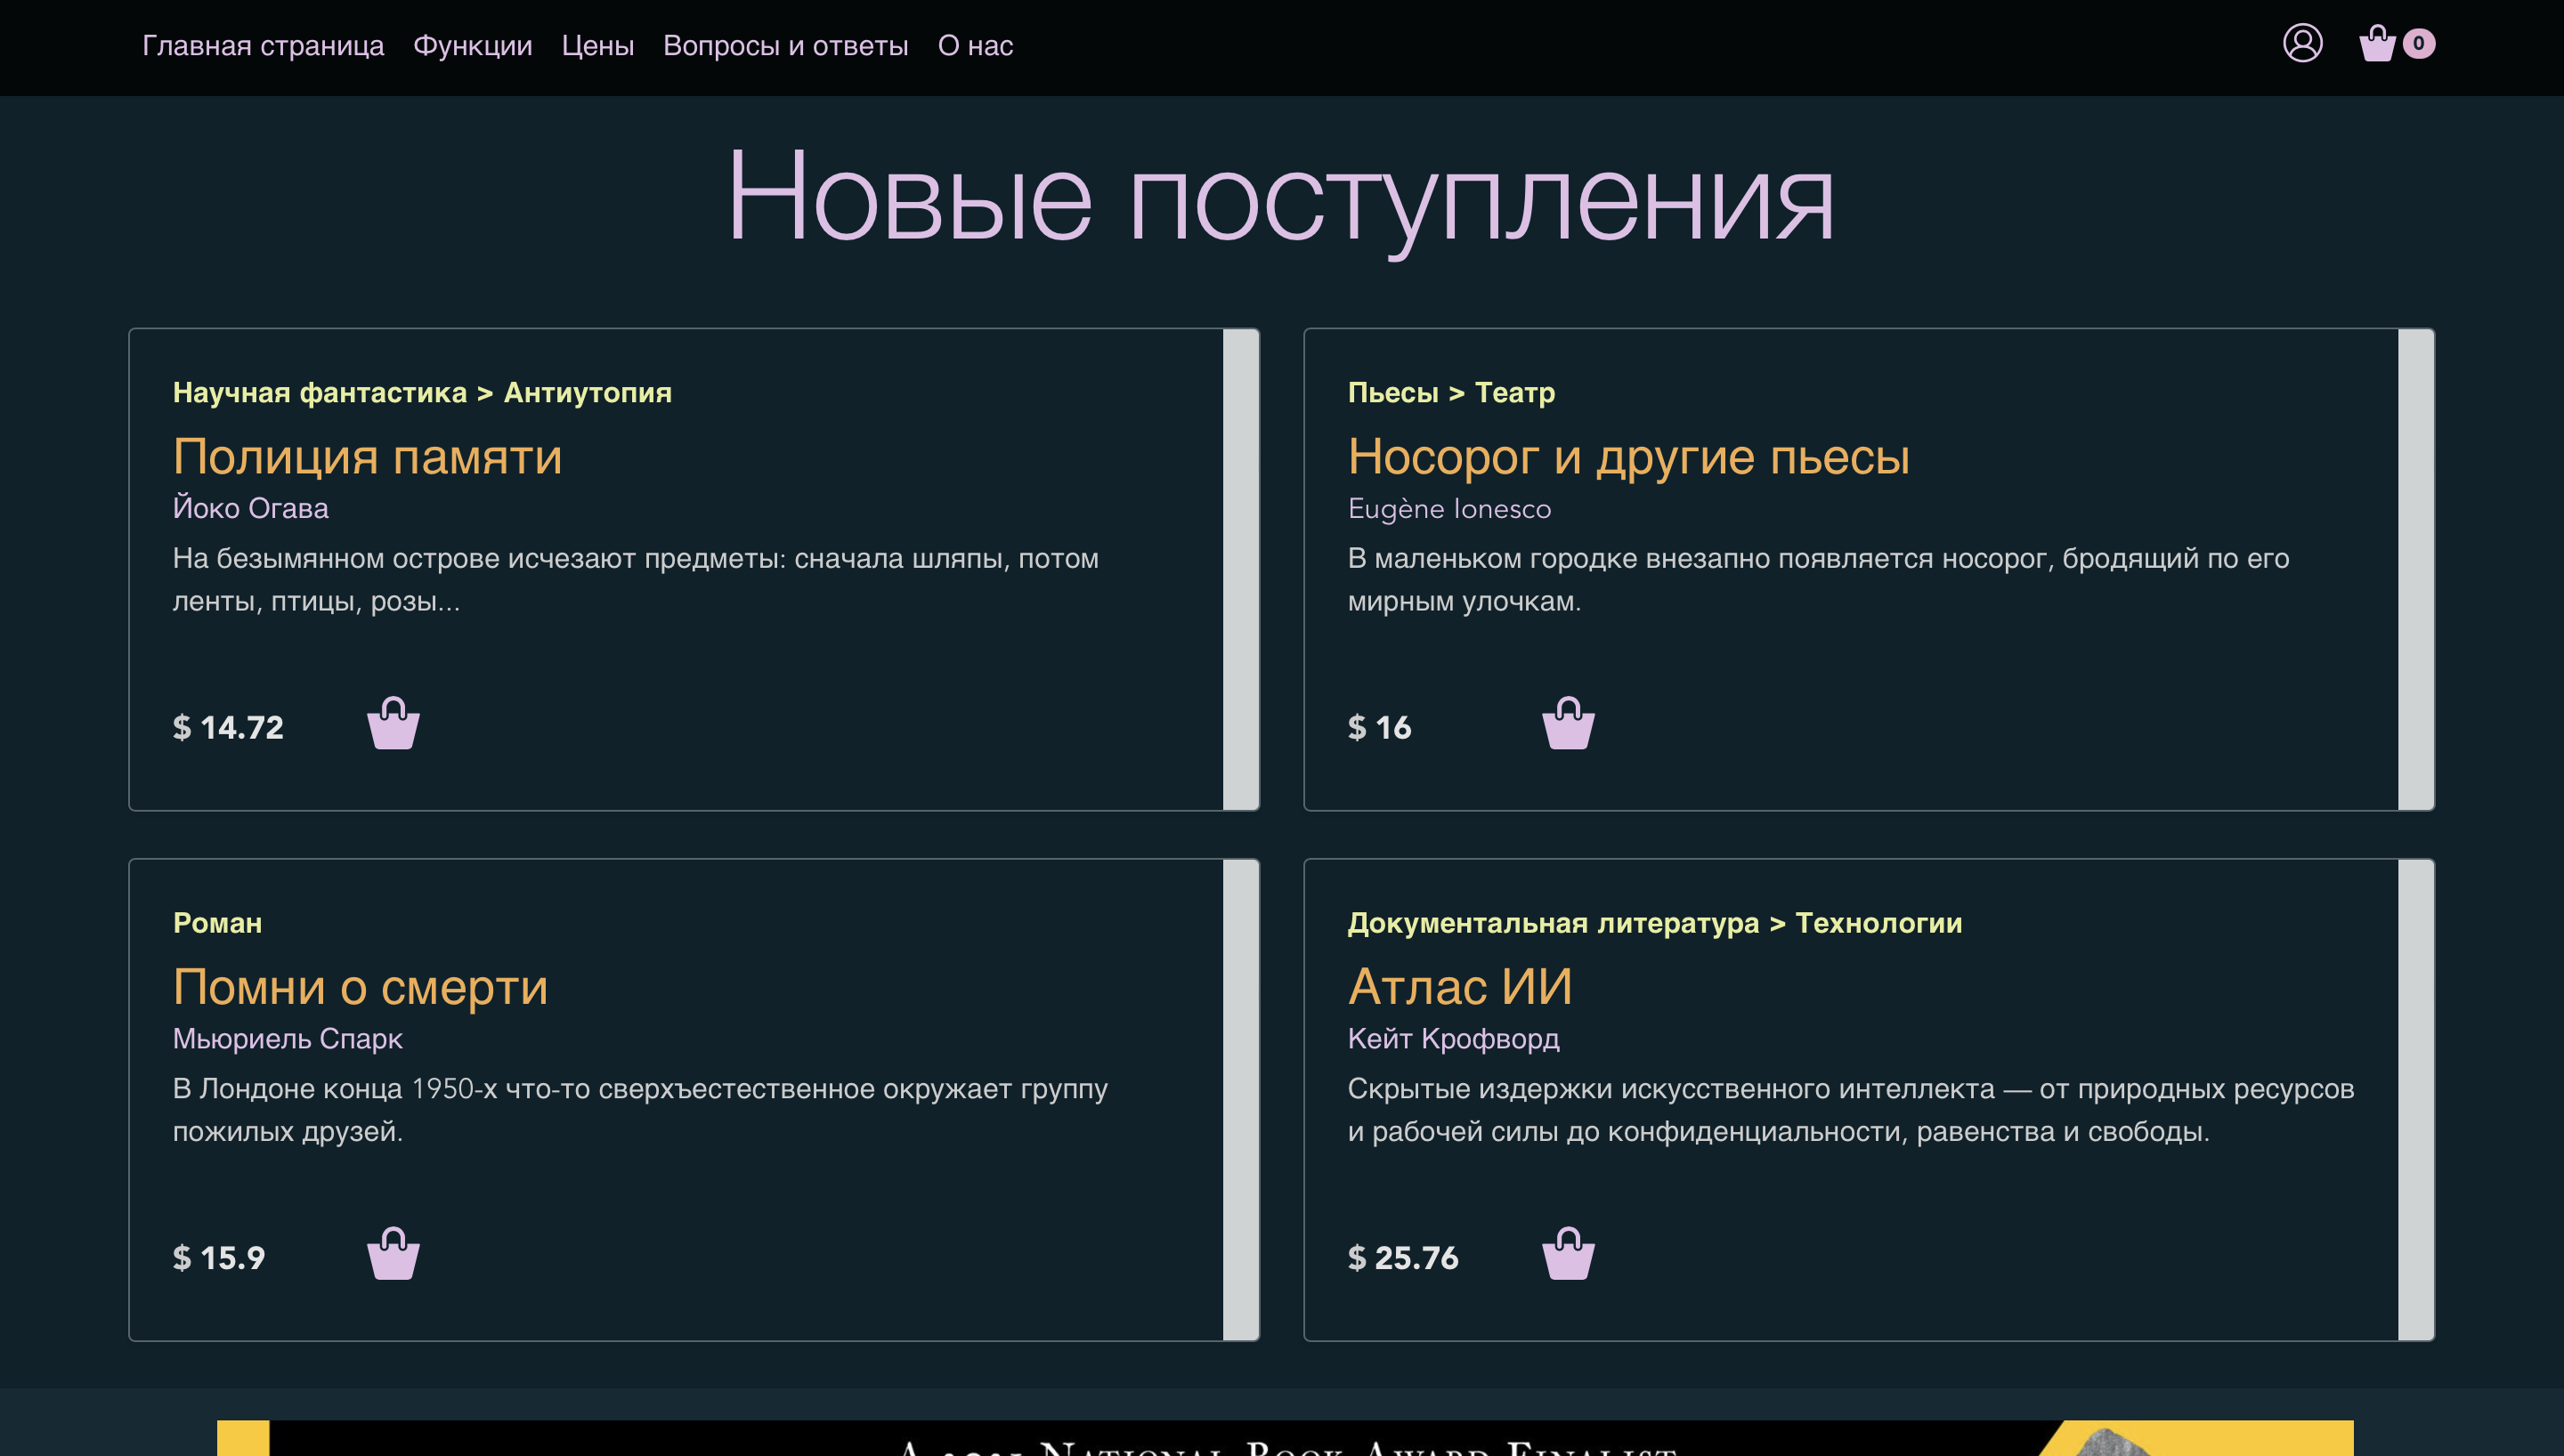 Главная страница Функции Цены Вопросы и ответы О нас 0
Новые поступления
Научная фантастика > Антиутопия
Полиция памяти
Йоко Огава
На безымянном острове исчезают предметы: сначала шляпы, потом
ленты, птицы, розы...
$ 14.72
Пьесы > Театр
Носорог и другие пьесы
Eugène Ionesco
В маленьком городке внезапно появляется носорог, бродящий по его
мирным улочкам.
$ 16
Роман
Помни о смерти
Мьюриель Спарк
В Лондоне конца 1950-х что-то сверхъестественное окружает группу
пожилых друзей.
$ 15.9
Документальная литература > Технологии
Атлас ИИ
Кейт Крофворд
Скрытые издержки искусственного интеллекта — от природных ресурсов
и рабочей силы до конфиденциальности, равенства и свободы.
$ 25.76
A 2021 National Book Award Finalist